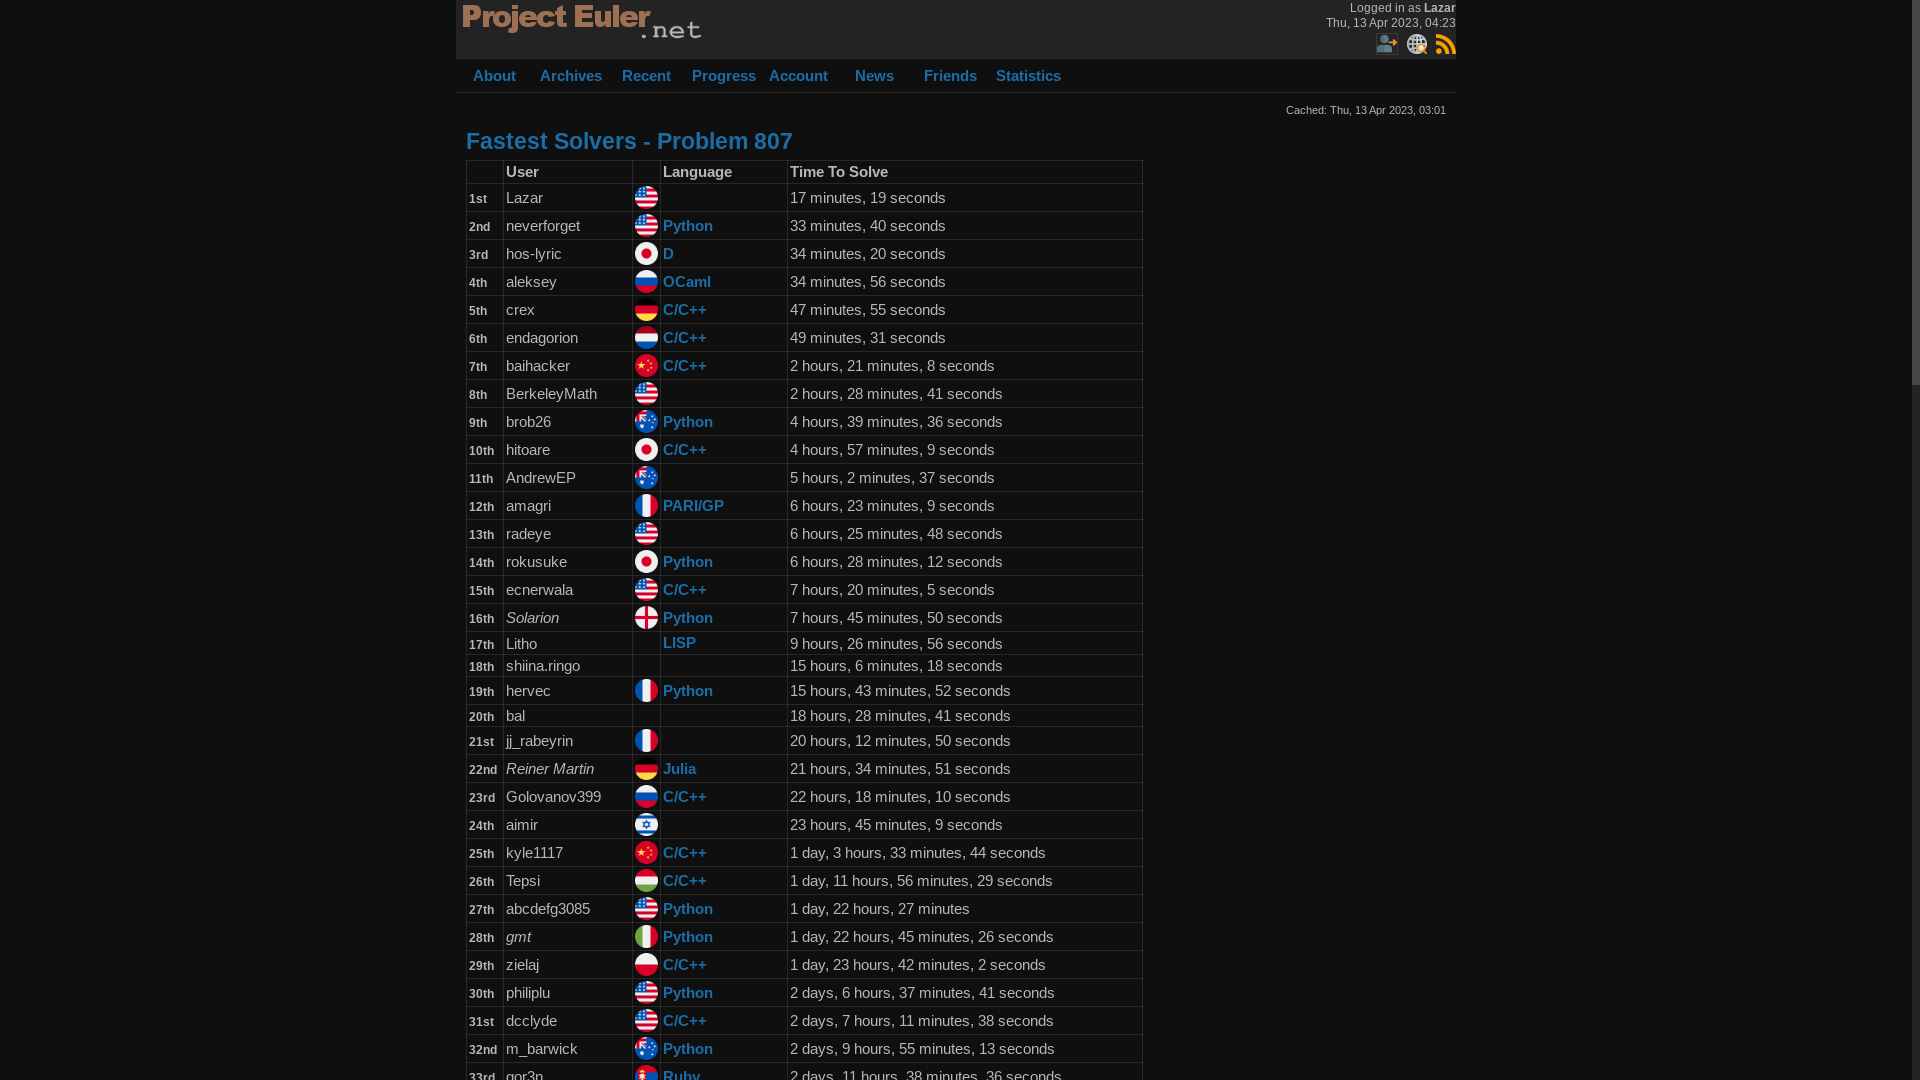 Project Euler.net
Logged in as Lazar
Thu, 13 Apr 2023, 04:23
About Archives Recent Progress Account News Friends Statistics
Cached: Thu, 13 Apr 2023, 03:01
Fastest Solvers - Problem 807
User Language Time To Solve
1st Lazar 17 minutes, 19 seconds
2nd neverforget Python 33 minutes, 40 seconds
3rd hos-lyric D 34 minutes, 20 seconds
4th aleksey OCaml 34 minutes, 56 seconds
5th crex C/C++ 47 minutes, 55 seconds
6th endagorion C/C++ 49 minutes, 31 seconds
7th baihacker C/C++ 2 hours, 21 minutes, 8 seconds
8th BerkeleyMath 2 hours, 28 minutes, 41 seconds
9th brob26 Python 4 hours, 39 minutes, 36 seconds
10th hitoare C/C++ 4 hours, 57 minutes, 9 seconds
11th AndrewEP 5 hours, 2 minutes, 37 seconds
12th amagri PARI/GP 6 hours, 23 minutes, 9 seconds
13th radeye 6 hours, 25 minutes, 48 seconds
14th rokusuke Python 6 hours, 28 minutes, 12 seconds
15th ecnerwala C/C++ 7 hours, 20 minutes, 5 seconds
16th Solarion Python 7 hours, 45 minutes, 50 seconds
17th Litho LISP 9 hours, 26 minutes, 56 seconds
18th shiina.ringo 15 hours, 6 minutes, 18 seconds
19th hervec Python 15 hours, 43 minutes, 52 seconds
20th bal 18 hours, 28 minutes, 41 seconds
21st jj_rabeyrin 20 hours, 12 minutes, 50 seconds
22nd Reiner Martin Julia 21 hours, 34 minutes, 51 seconds
23rd Golovanov399 C/C++ 22 hours, 18 minutes, 10 seconds
24th aimir 23 hours, 45 minutes, 9 seconds
25th kyle1117 C/C++ 1 day, 3 hours, 33 minutes, 44 seconds
26th Tepsi C/C++ 1 day, 11 hours, 56 minutes, 29 seconds
27th abcdefg3085 Python 1 day, 22 hours, 27 minutes
28th gmt Python 1 day, 22 hours, 45 minutes, 26 seconds
29th zielaj C/C++ 1 day, 23 hours, 42 minutes, 2 seconds
30th philiplu Python 2 days, 6 hours, 37 minutes, 41 seconds
31st dcclyde C/C++ 2 days, 7 hours, 11 minutes, 38 seconds
32nd m_barwick Python 2 days, 9 hours, 55 minutes, 13 seconds
33rd gor3n Ruby 2 days, 11 hours, 38 minutes, 36 seconds